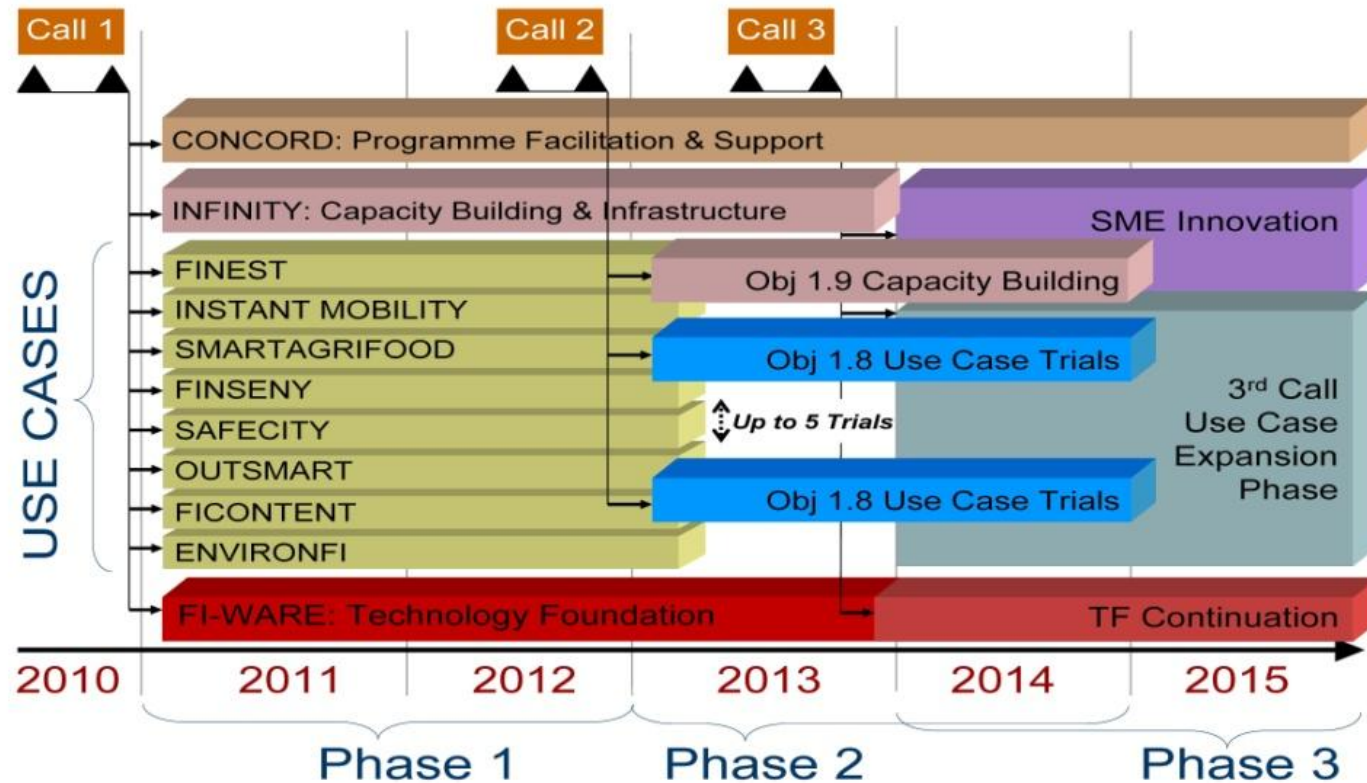 Call 1
Call 2
Call 3
CONCORD: Programme Facilitation & Support
INFINITY: Capacity Building & Infrastructure
SME Innovation
USE CASES
FINEST
Obj 1.9 Capacity Building
INSTANT MOBILITY
SMARTAGRIFOOD
Obj 1.8 Use Case Trials
FINSENY
3rd Call
Use Case
Expansion
Phase
SAFECITY
Up to 5 Trials
OUTSMART
FICONTENT
Obj 1.8 Use Case Trials
ENVIRONFI
FI-WARE: Technology Foundation
TF Continuation
2010
2011
2012
2013
2014
2015
Phase 1
Phase 2
Phase 3